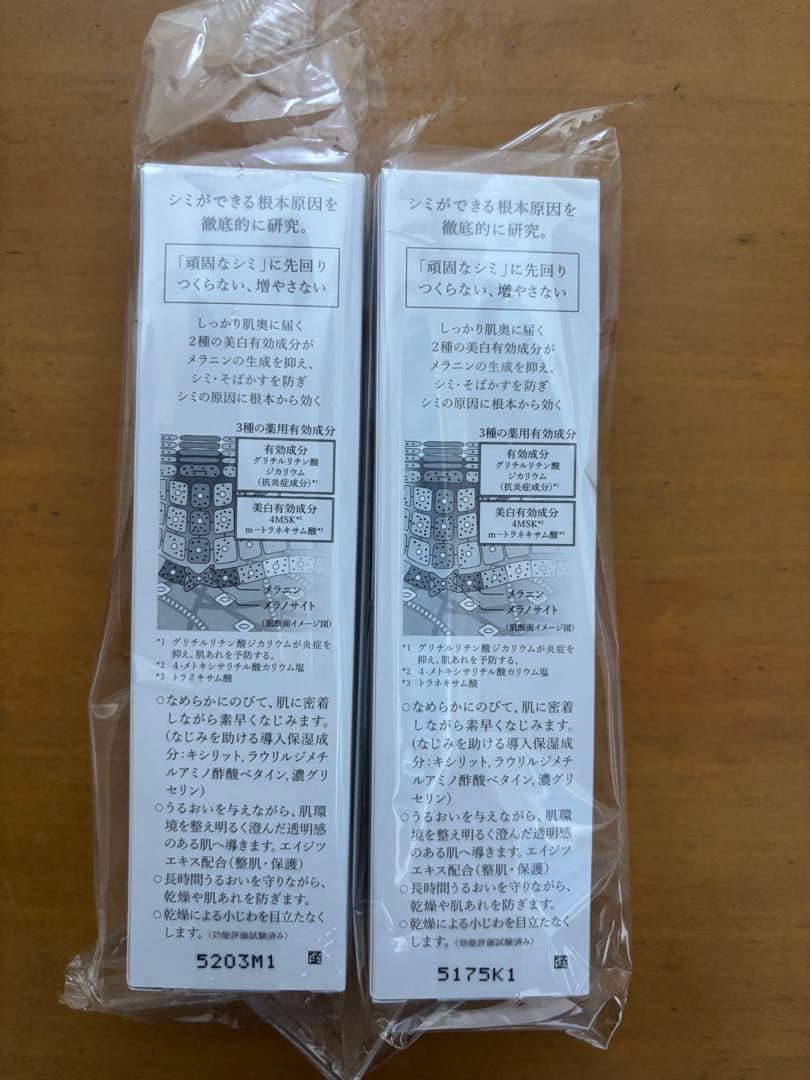 シミができる根本原因を
徹底的に研究。
「頑固なシミ」に先回り
つくらない、増やさない
しっかり肌奥に届く
2種の美白有効成分が
メラニンの生成を抑え、
シミ・そばかすを防ぎ
シミの原因に根本から効く
3種の薬用有効成分
有効成分
グリチルリチン酸
ジカリウム
(抗炎症成分)*1
美白有効成分
4MSK*2
m-トラネキサム酸*3
メラニン
メラノサイト
(肌断面イメージ図)
*1 グリチルリチン酸ジカリウムが炎症を
抑え、肌あれを予防する。
*2 4-メトキシサリチル酸カリウム塩
*3 トラネキサム酸
○なめらかにのびて、肌に密着
しながら素早くなじみます。
(なじみを助ける導入保湿成
分:キシリット,ラウリルジメチ
ルアミノ酢酸ベタイン,濃グリ
セリン)
○うるおいを与えながら、肌環
境を整え明るく澄んだ透明感
のある肌へ導きます。エイジツ
エキス配合(整肌・保護)
○長時間うるおいを守りながら、
乾燥や肌あれを防ぎます。
○乾燥による小じわを目立たなく
します。(効能評価試験済み)
5203M1
シミができる根本原因を
徹底的に研究。
「頑固なシミ」に先回り
つくらない、増やさない
しっかり肌奥に届く
2種の美白有効成分が
メラニンの生成を抑え、
シミ・そばかすを防ぎ
シミの原因に根本から効く
3種の薬用有効成分
有効成分
グリチルリチン酸
ジカリウム
(抗炎症成分)*1
美白有効成分
4MSK*2
m-トラネキサム酸*3
メラニン
メラノサイト
(肌断面イメージ図)
*1 グリチルリチン酸ジカリウムが炎症を
抑え、肌あれを予防する。
*2 4-メトキシサリチル酸カリウム塩
*3 トラネキサム酸
○なめらかにのびて、肌に密着
しながら素早くなじみます。
(なじみを助ける導入保湿成
分:キシリット,ラウリルジメチ
ルアミノ酢酸ベタイン,濃グリ
セリン)
○うるおいを与えながら、肌環
境を整え明るく澄んだ透明感
のある肌へ導きます。エイジツ
エキス配合(整肌・保護)
○長時間うるおいを守りながら、
乾燥や肌あれを防ぎます。
○乾燥による小じわを目立たなく
します。(効能評価試験済み)
5175K1